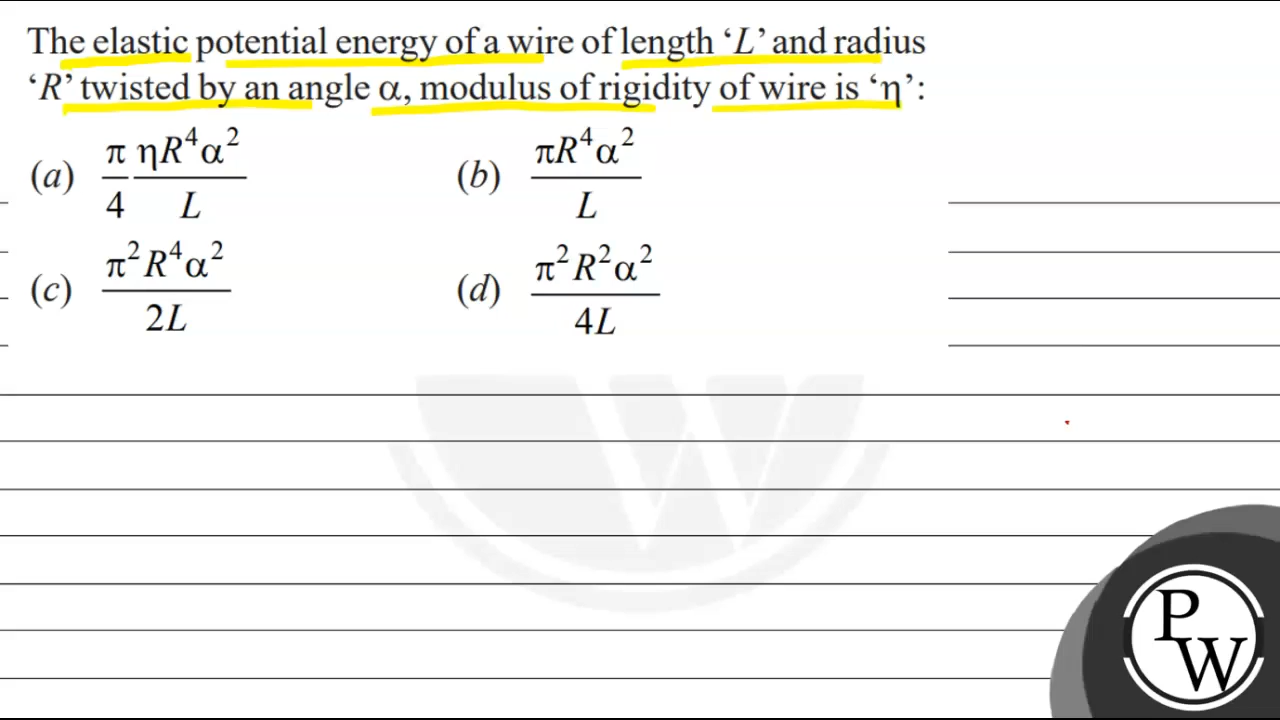 The elastic potential energy of a wire of length ‘L’ and radius
‘R’ twisted by an angle α, modulus of rigidity of wire is ‘η’:
(a) π/4 ηR⁴α²/L (b) πR⁴α²/L
(c) π²R⁴α²/2L (d) π²R²α²/4L
P
W